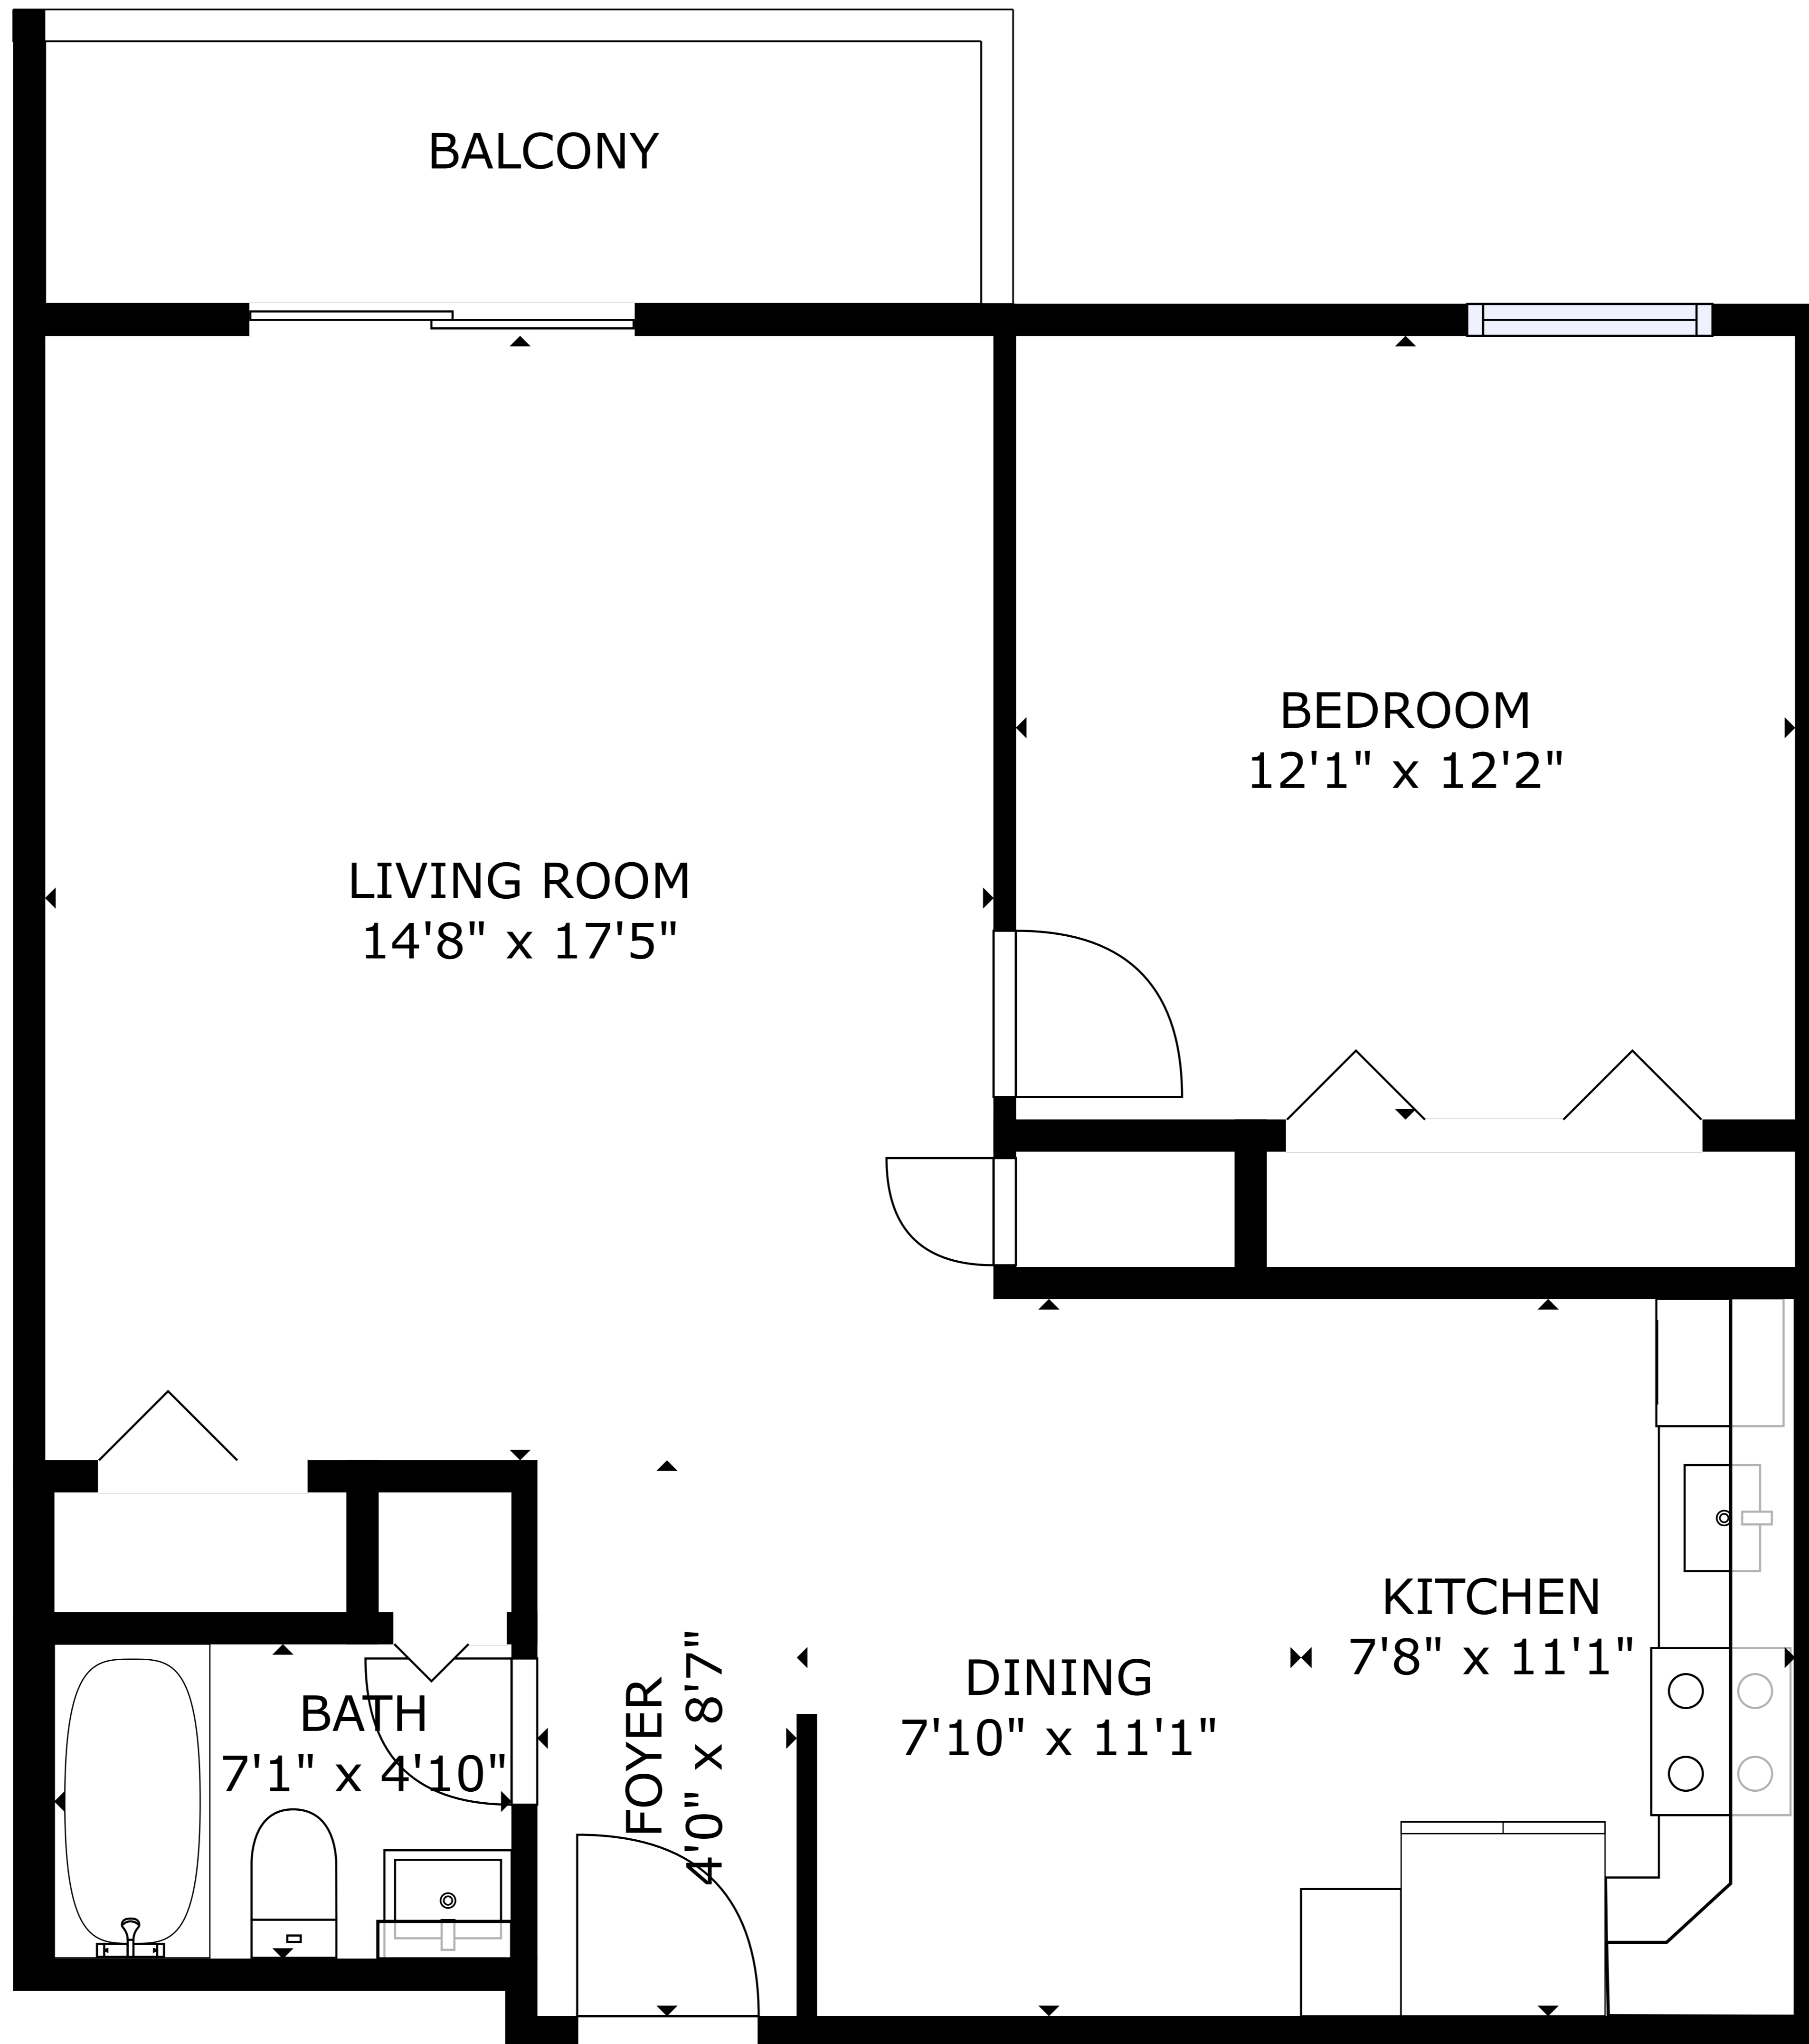 BALCONY
BEDROOM
12'1" x 12'2"
LIVING ROOM
14'8" x 17'5"
KITCHEN
7'8" x 11'1"
DINING
7'10" x 11'1"
BATH
7'1" x 4'10"
FOYER
4'0" x 8'7"